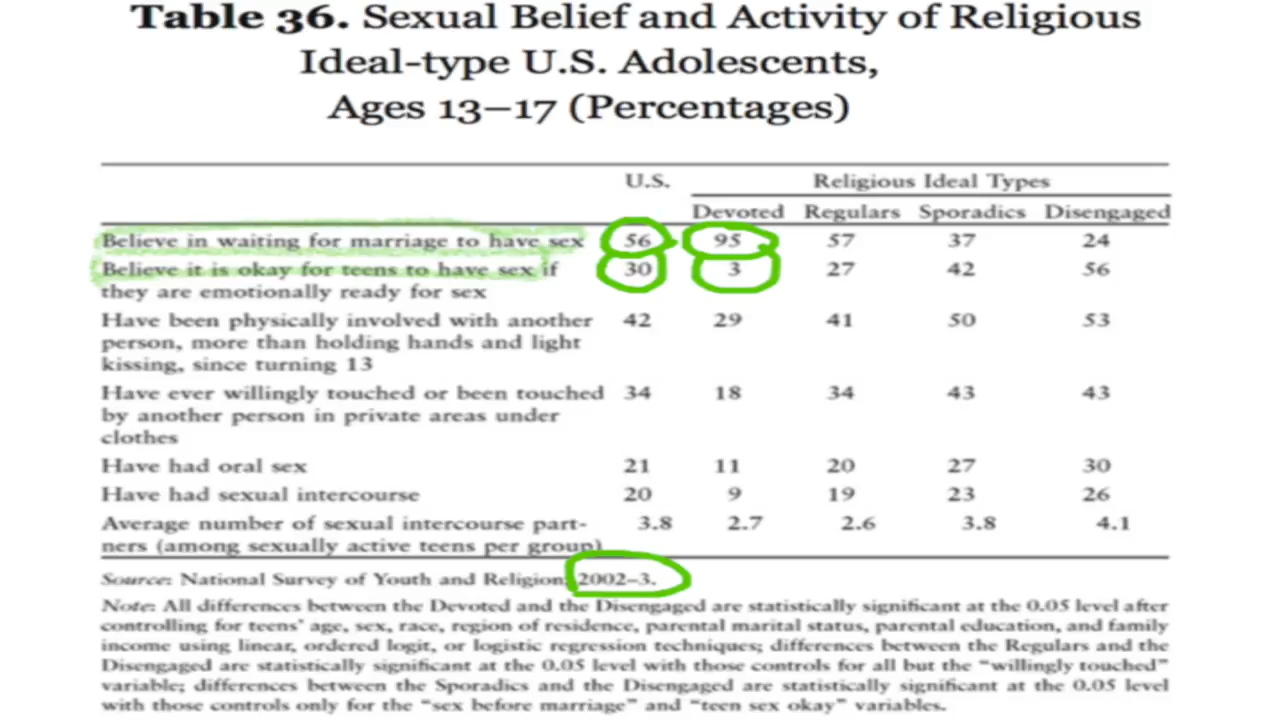 Table 36. Sexual Belief and Activity of Religious
Ideal-type U.S. Adolescents,
Ages 13–17 (Percentages)
U.S. Religious Ideal Types
Devoted Regulars Sporadics Disengaged
Believe in waiting for marriage to have sex 56 95 57 37 24
Believe it is okay for teens to have sex if 30 3 27 42 56
they are emotionally ready for sex
Have been physically involved with another 42 29 41 50 53
person, more than holding hands and light
kissing, since turning 13
Have ever willingly touched or been touched 34 18 34 43 43
by another person in private areas under
clothes
Have had oral sex 21 11 20 27 30
Have had sexual intercourse 20 9 19 23 26
Average number of sexual intercourse part- 3.8 2.7 2.6 3.8 4.1
ners (among sexually active teens per group)
Source: National Survey of Youth and Religion, 2002–3.
Note: All differences between the Devoted and the Disengaged are statistically significant at the 0.05 level after
controlling for teens' age, sex, race, region of residence, parental marital status, parental education, and family
income using linear, ordered logit, or logistic regression techniques; differences between the Regulars and the
Disengaged are statistically significant at the 0.05 level with those controls for all but the “willingly touched”
variable; differences between the Sporadics and the Disengaged are statistically significant at the 0.05 level
with those controls only for the “sex before marriage” and “teen sex okay” variables.